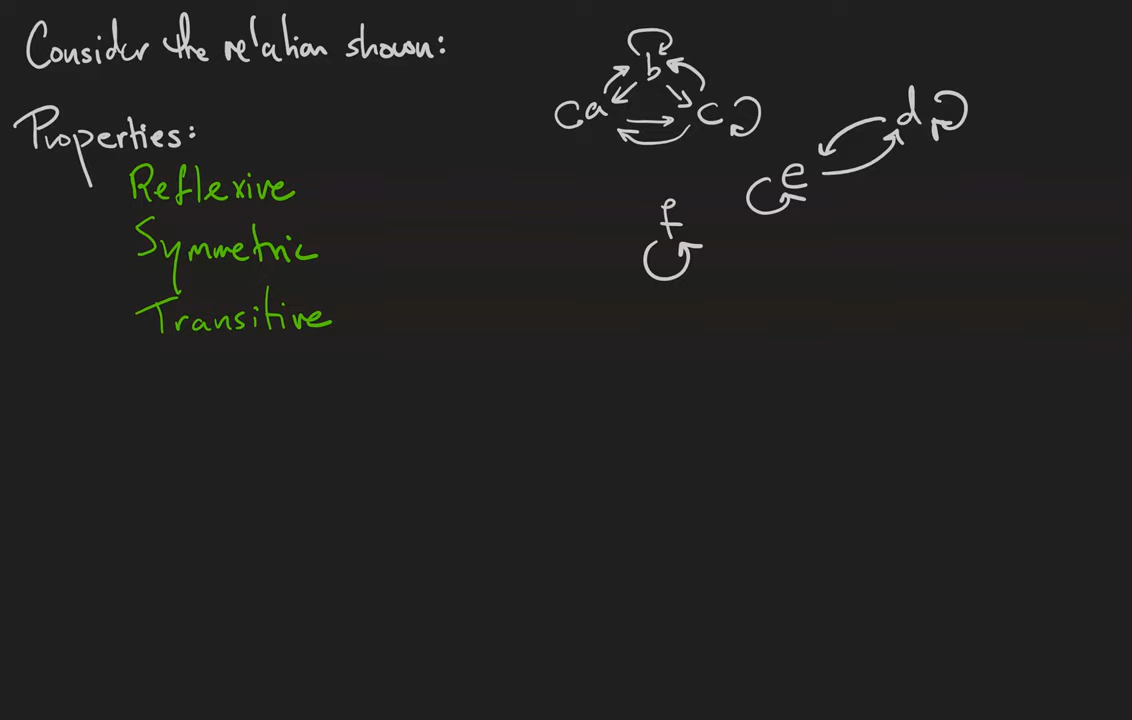 Consider the relation shown:
Properties:
Reflexive
Symmetric
Transitive
b
a c
d
e
f